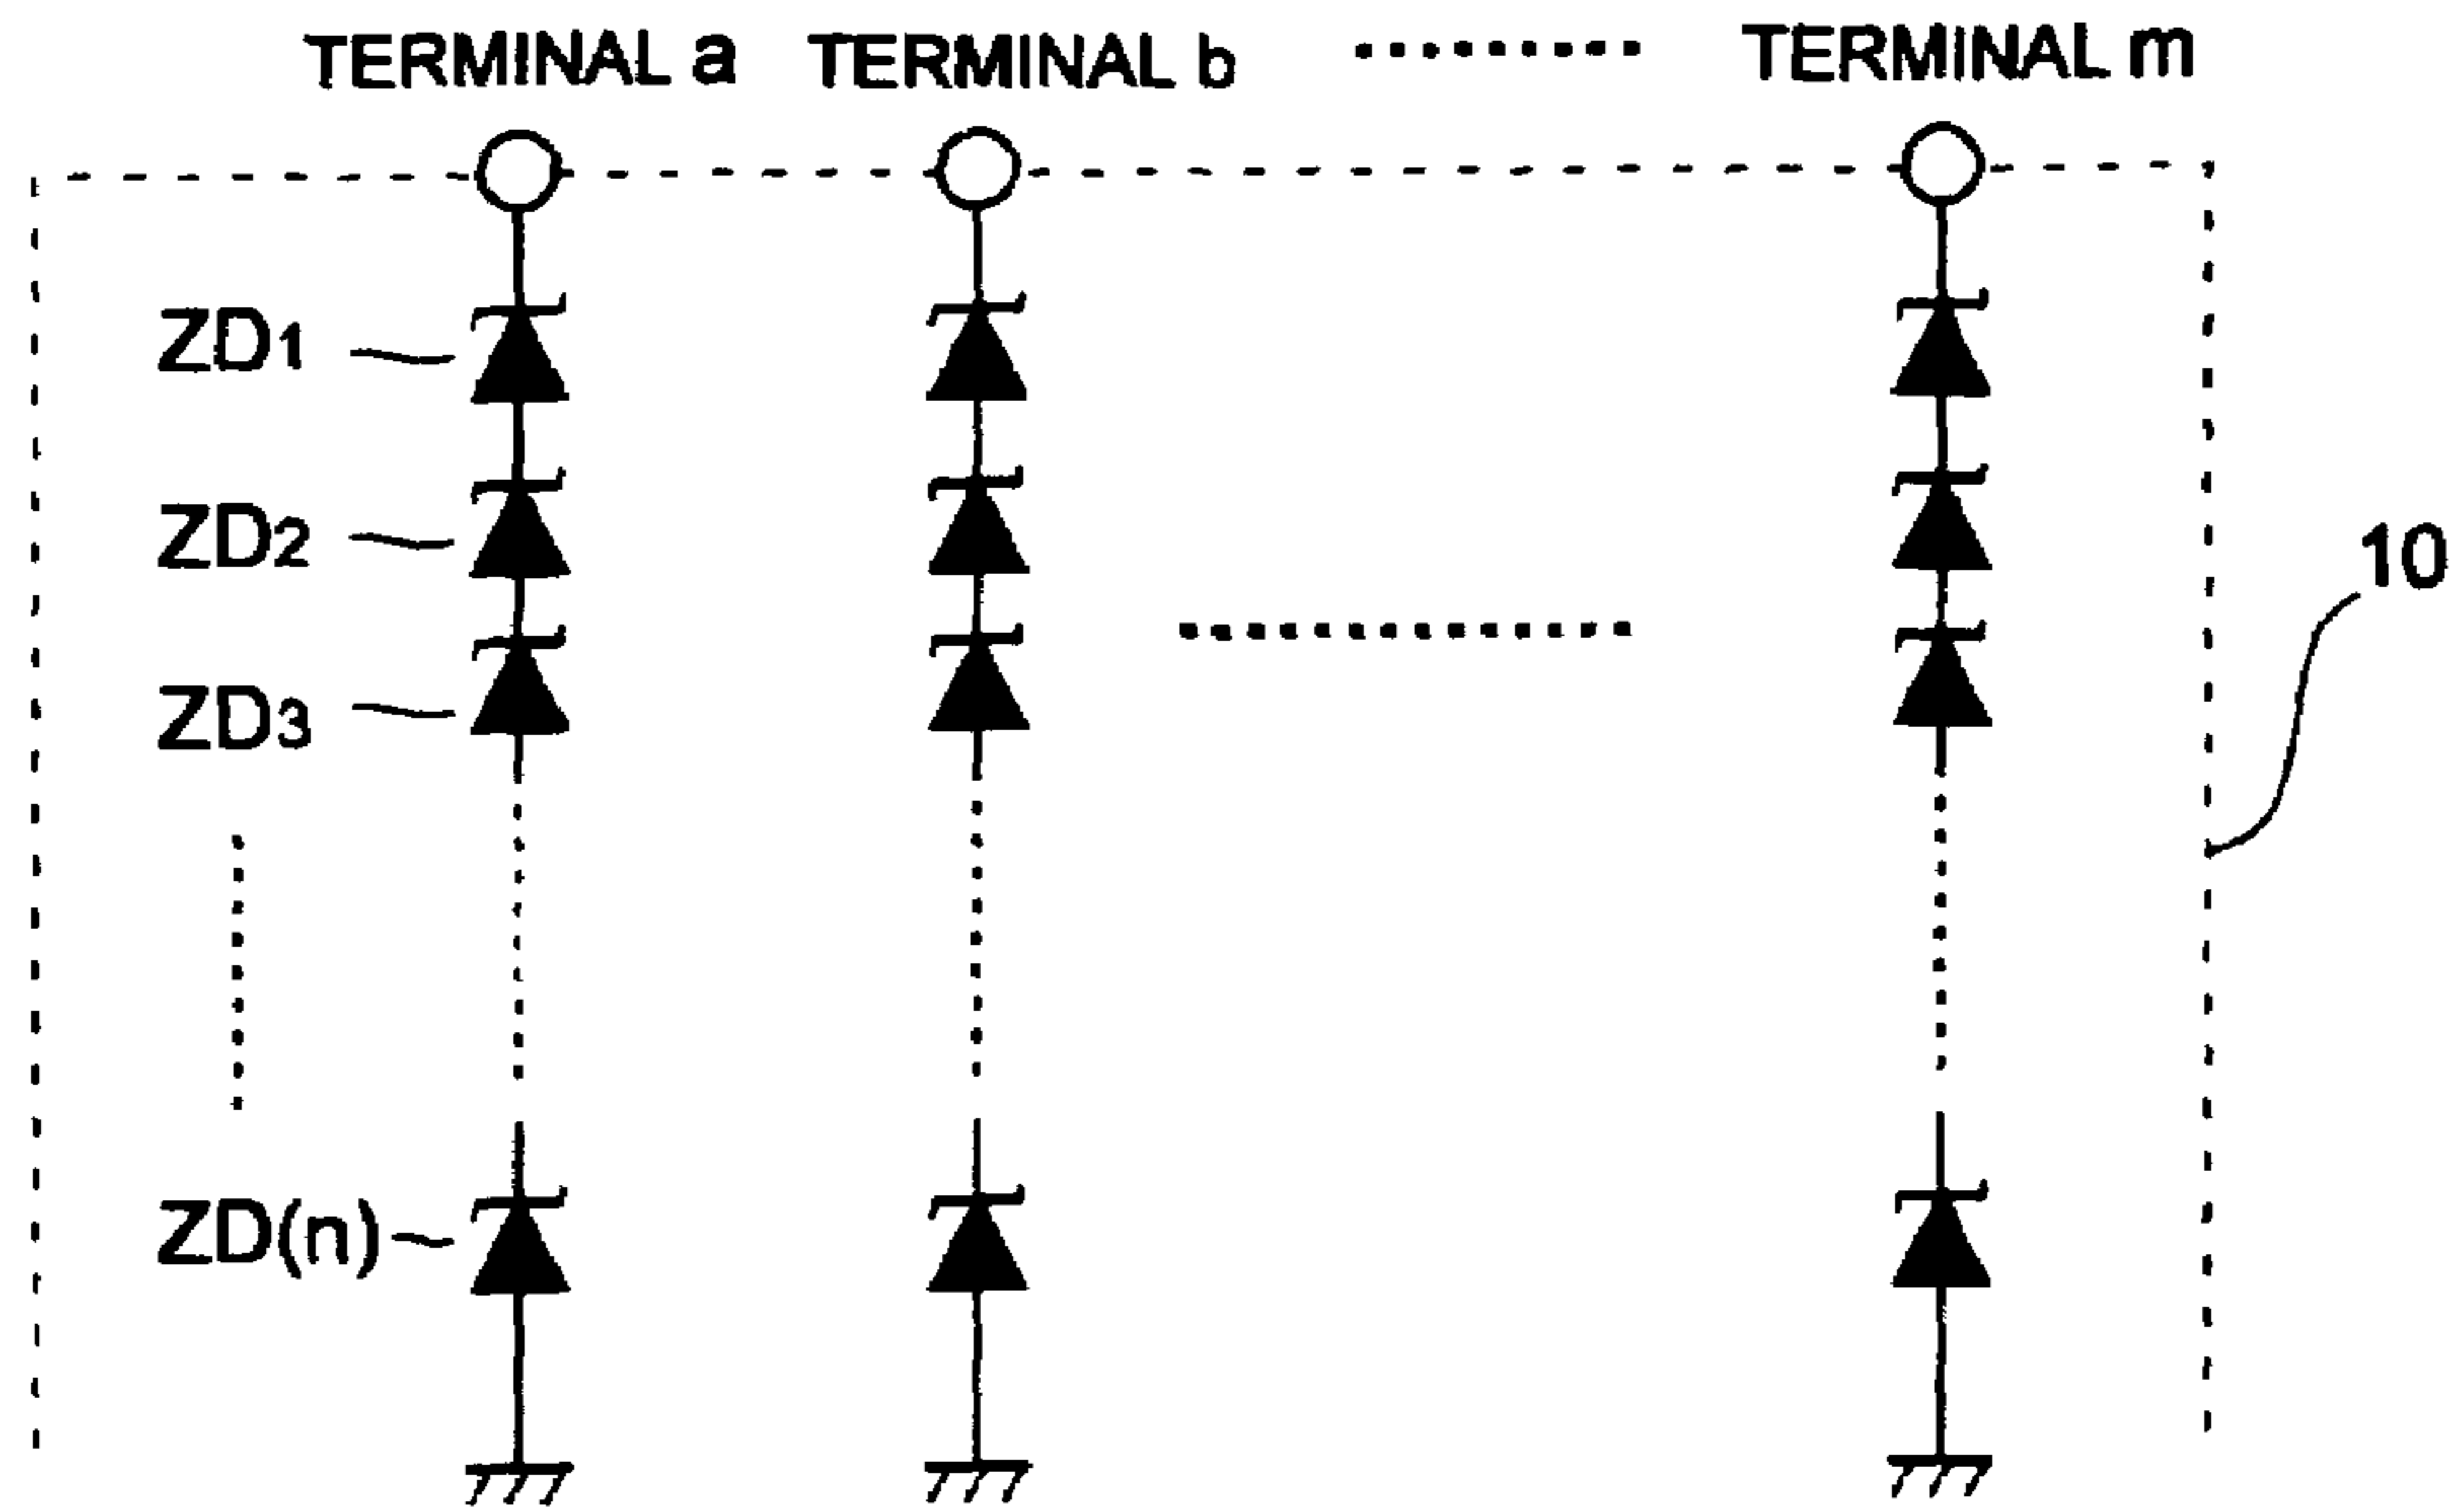 TERMINAL a TERMINAL b TERMINAL m
ZD1
ZD2
10
ZD3
ZD(n)